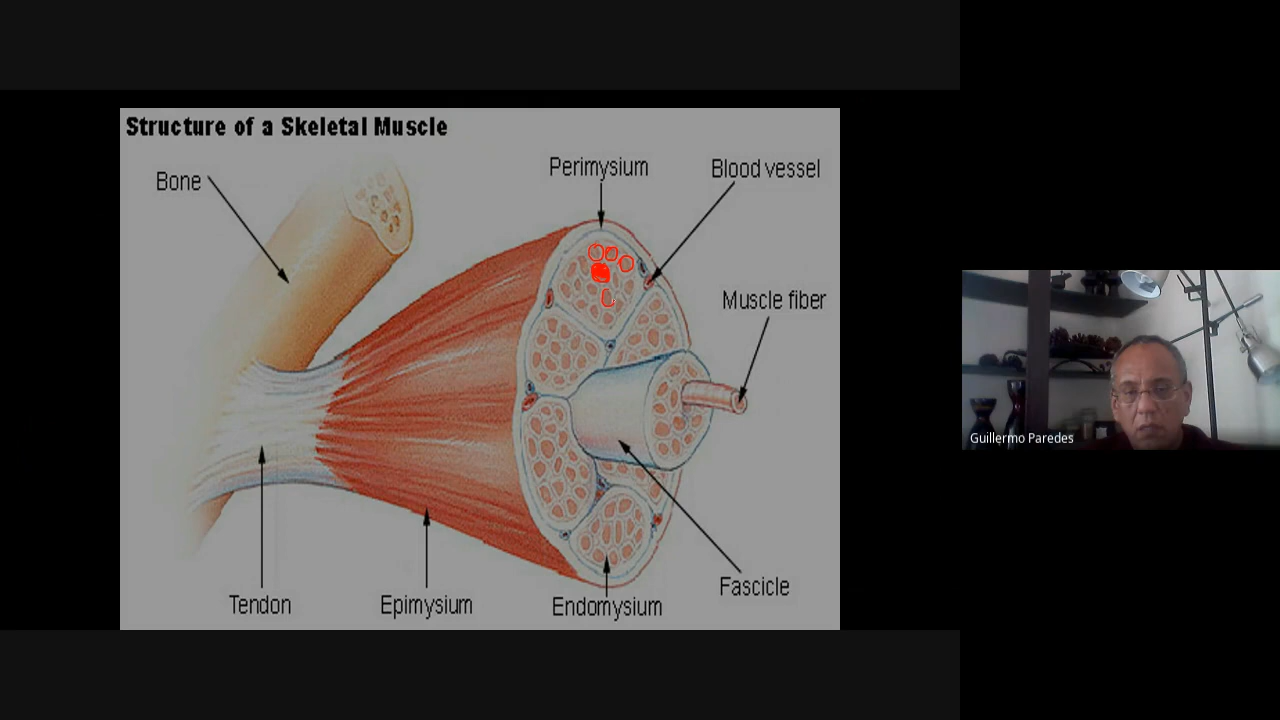 Structure of a Skeletal Muscle
Perimysium
Blood vessel
Bone
Muscle fiber
Guillermo Paredes
Fascicle
Tendon
Epimysium
Endomysium